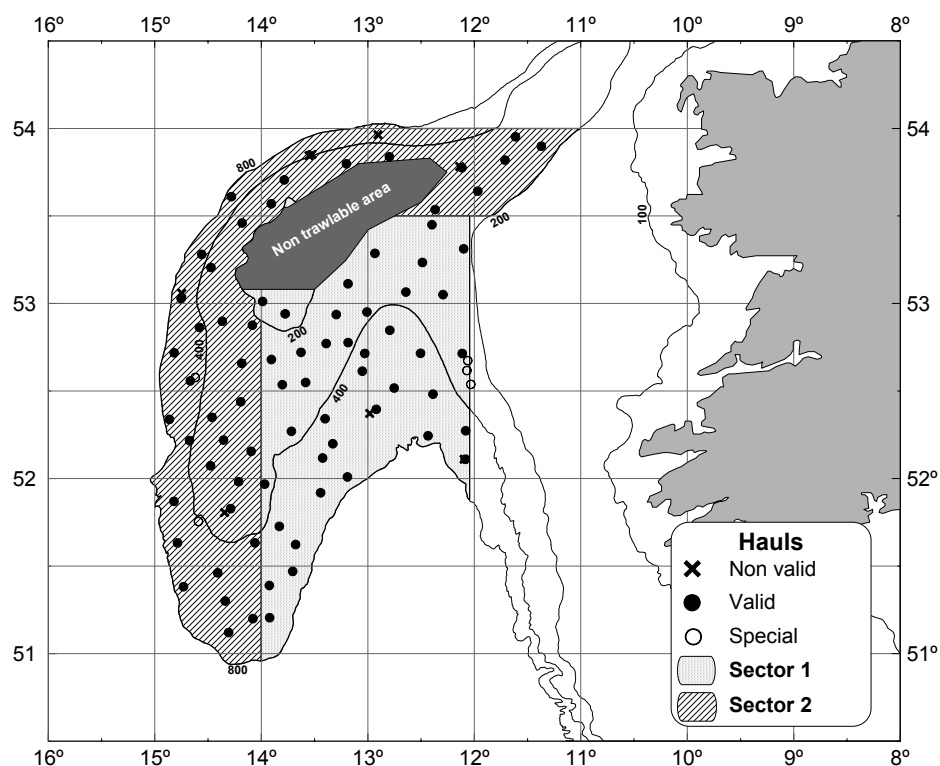 16º 15º 14º 13º 12º 11º 10º 9º 8º
54 54
800
100
Non trawlable area
200
53 53
200
400
400
52 52º
Hauls
Non valid
Valid
Special
Sector 1
Sector 2
51 51º
800
16º 15º 14º 13º 12º 11º 10º 9º 8º